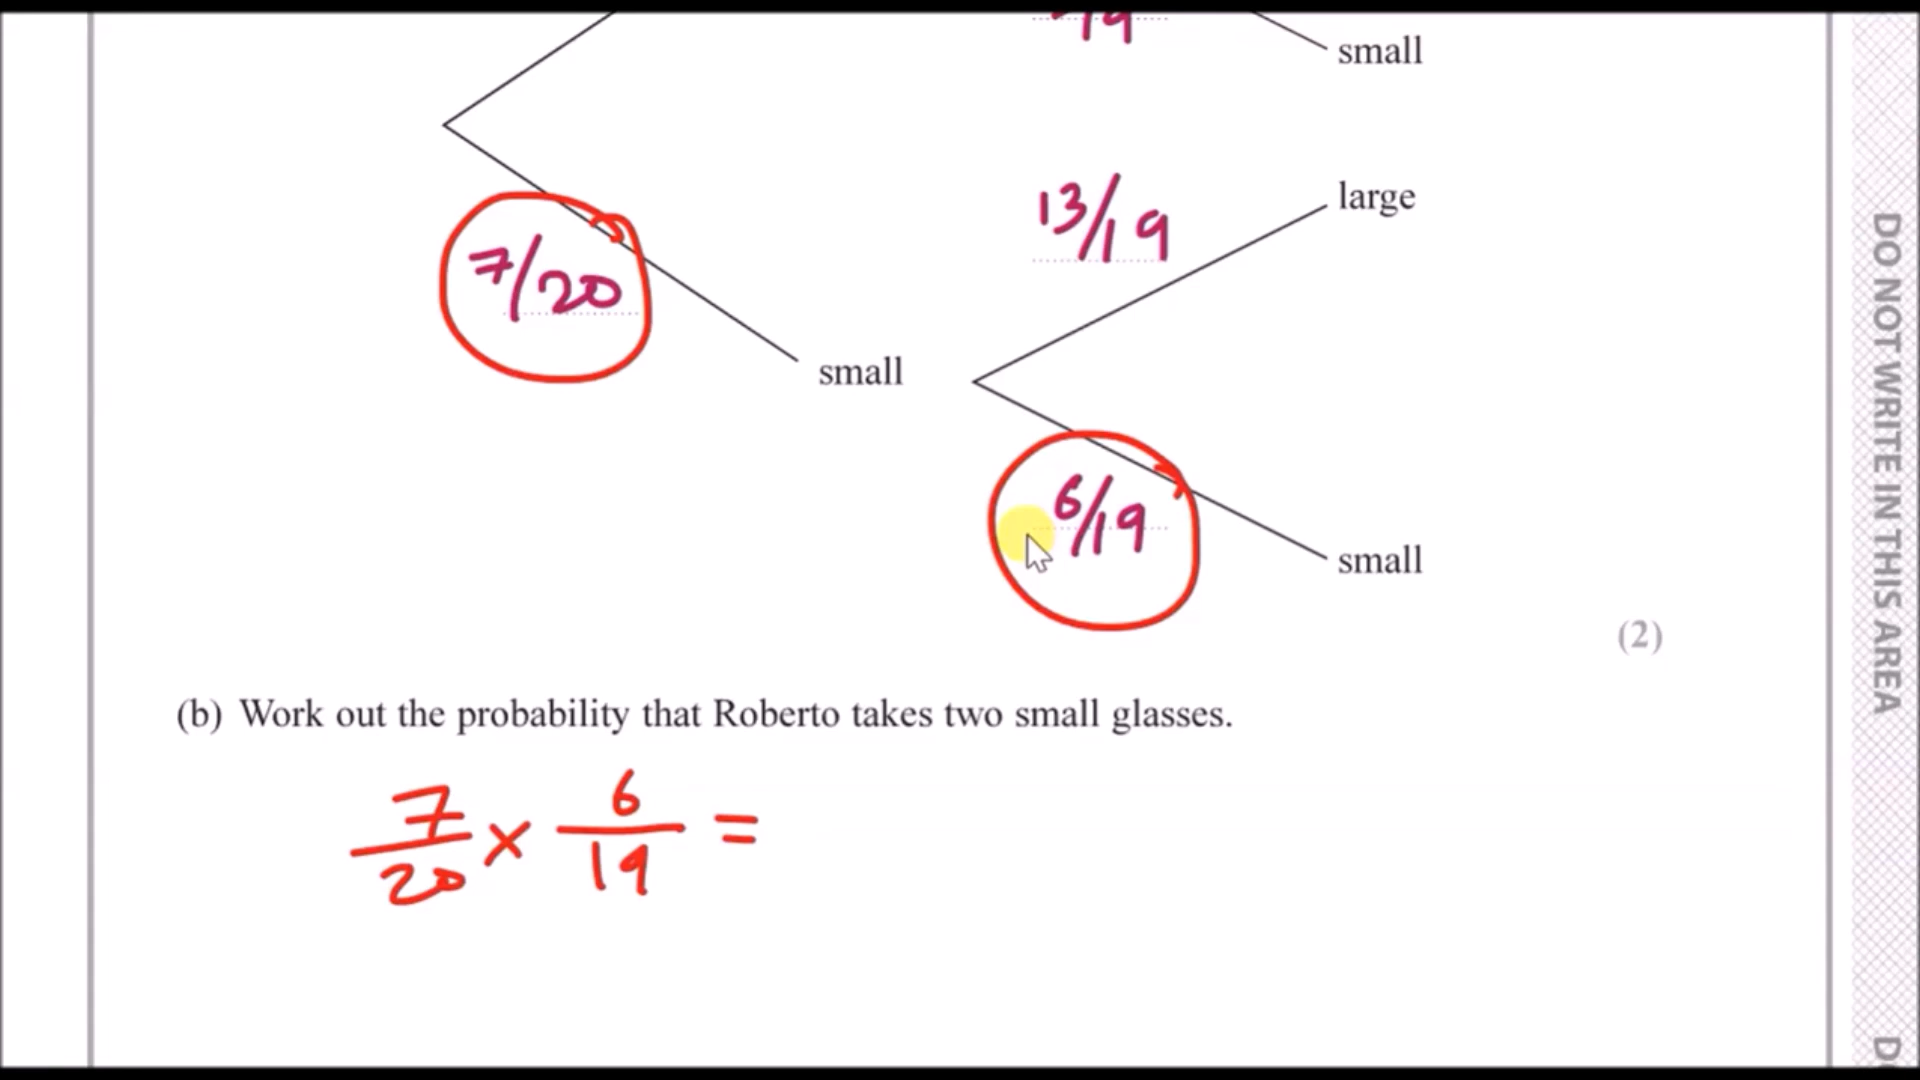 small
13/19
large
7/20
small
6/19
small
(2)
(b) Work out the probability that Roberto takes two small glasses.
7/20 × 6/19 =
DO NOT WRITE IN THIS AREA